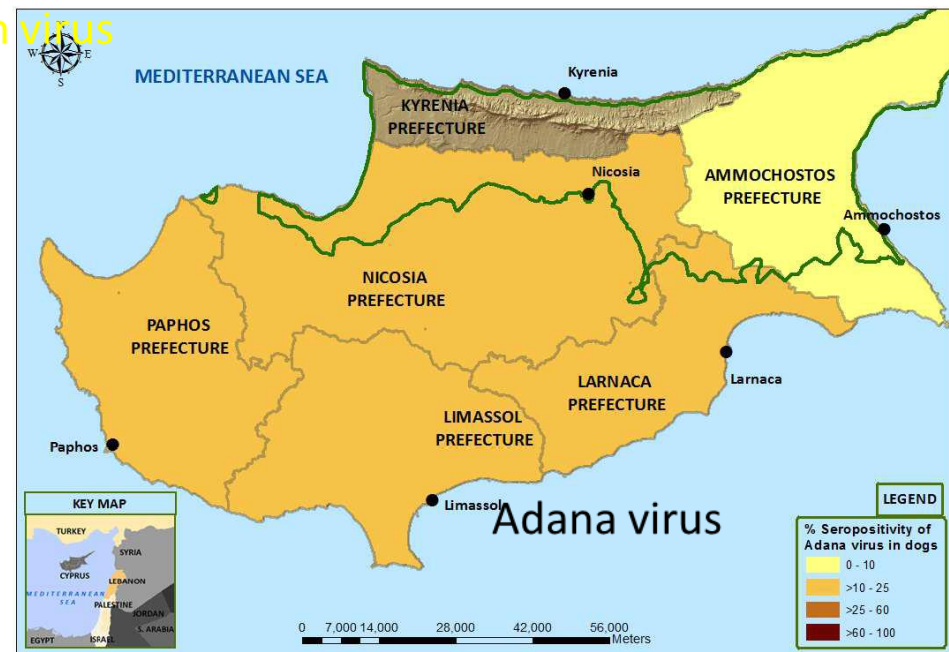 n virus
N
W
E
S
MEDITERRANEAN SEA
Kyrenia
KYRENIA
PREFECTURE
Nicosia
AMMOCHOSTOS
PREFECTURE
Ammochostos
NICOSIA
PREFECTURE
PAPHOS
PREFECTURE
LARNACA
PREFECTURE
Larnaca
LIMASSOL
PREFECTURE
Paphos
Limassol
Adana virus
KEY MAP
TURKEY
SYRIA
CYPRUS
LEBANON
MEDITERRANEAN
SEA
PALESTINE
JORDAN
S. ARABIA
EGYPT
ISRAEL
0 7,000 14,000 28,000 42,000 56,000
Meters
LEGEND
% Seropositivity of
Adana virus in dogs
0 - 10
>10 - 25
>25 - 60
>60 - 100